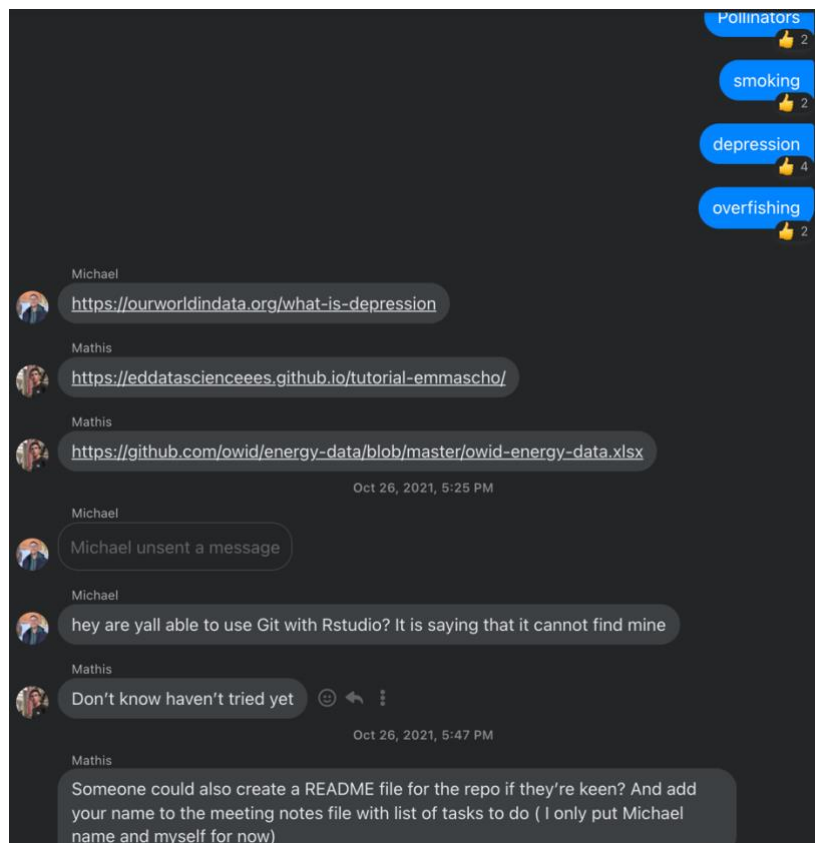 Pollinators
2
smoking
2
depression
4
overfishing
2
Michael
https://ourworldindata.org/what-is-depression
Mathis
https://eddatascienceees.github.io/tutorial-emmascho/
Mathis
https://github.com/owid/energy-data/blob/master/owid-energy-data.xlsx
Oct 26, 2021, 5:25 PM
Michael
Michael unsent a message
Michael
hey are yall able to use Git with Rstudio? It is saying that it cannot find mine
Mathis
Don't know haven't tried yet
Oct 26, 2021, 5:47 PM
Mathis
Someone could also create a README file for the repo if they're keen? And add
your name to the meeting notes file with list of tasks to do ( I only put Michael
name and myself for now)